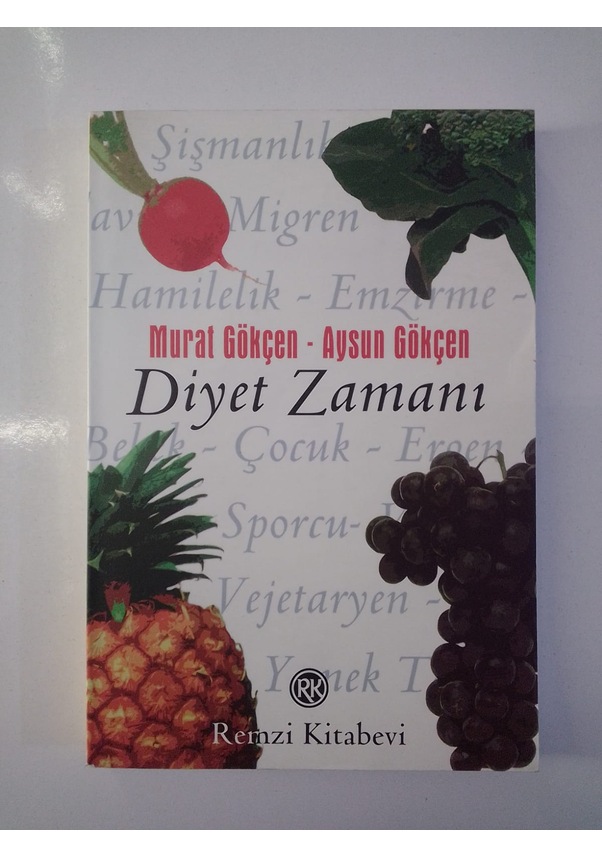 Şişmanlık
Migren
Hamilelik - Emzirme -
Murat Gökçen - Aysun Gökçen
Diyet Zamanı
- Çocuk - Ergen
Sporcu-
Vejetaryen -
RK
Remzi Kitabevi